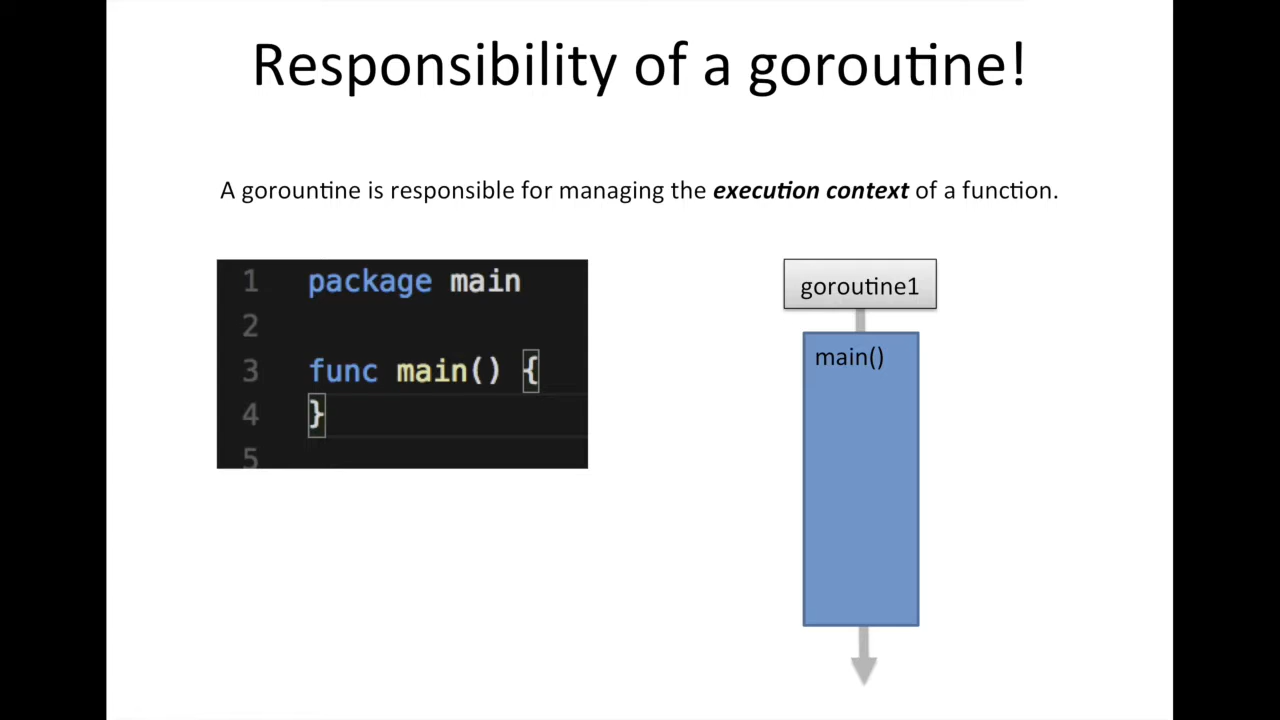 Responsibility of a goroutine!
A gorountine is responsible for managing the execution context of a function.
1 package main
2
3 func main() {
4 }
5
goroutine1
main()